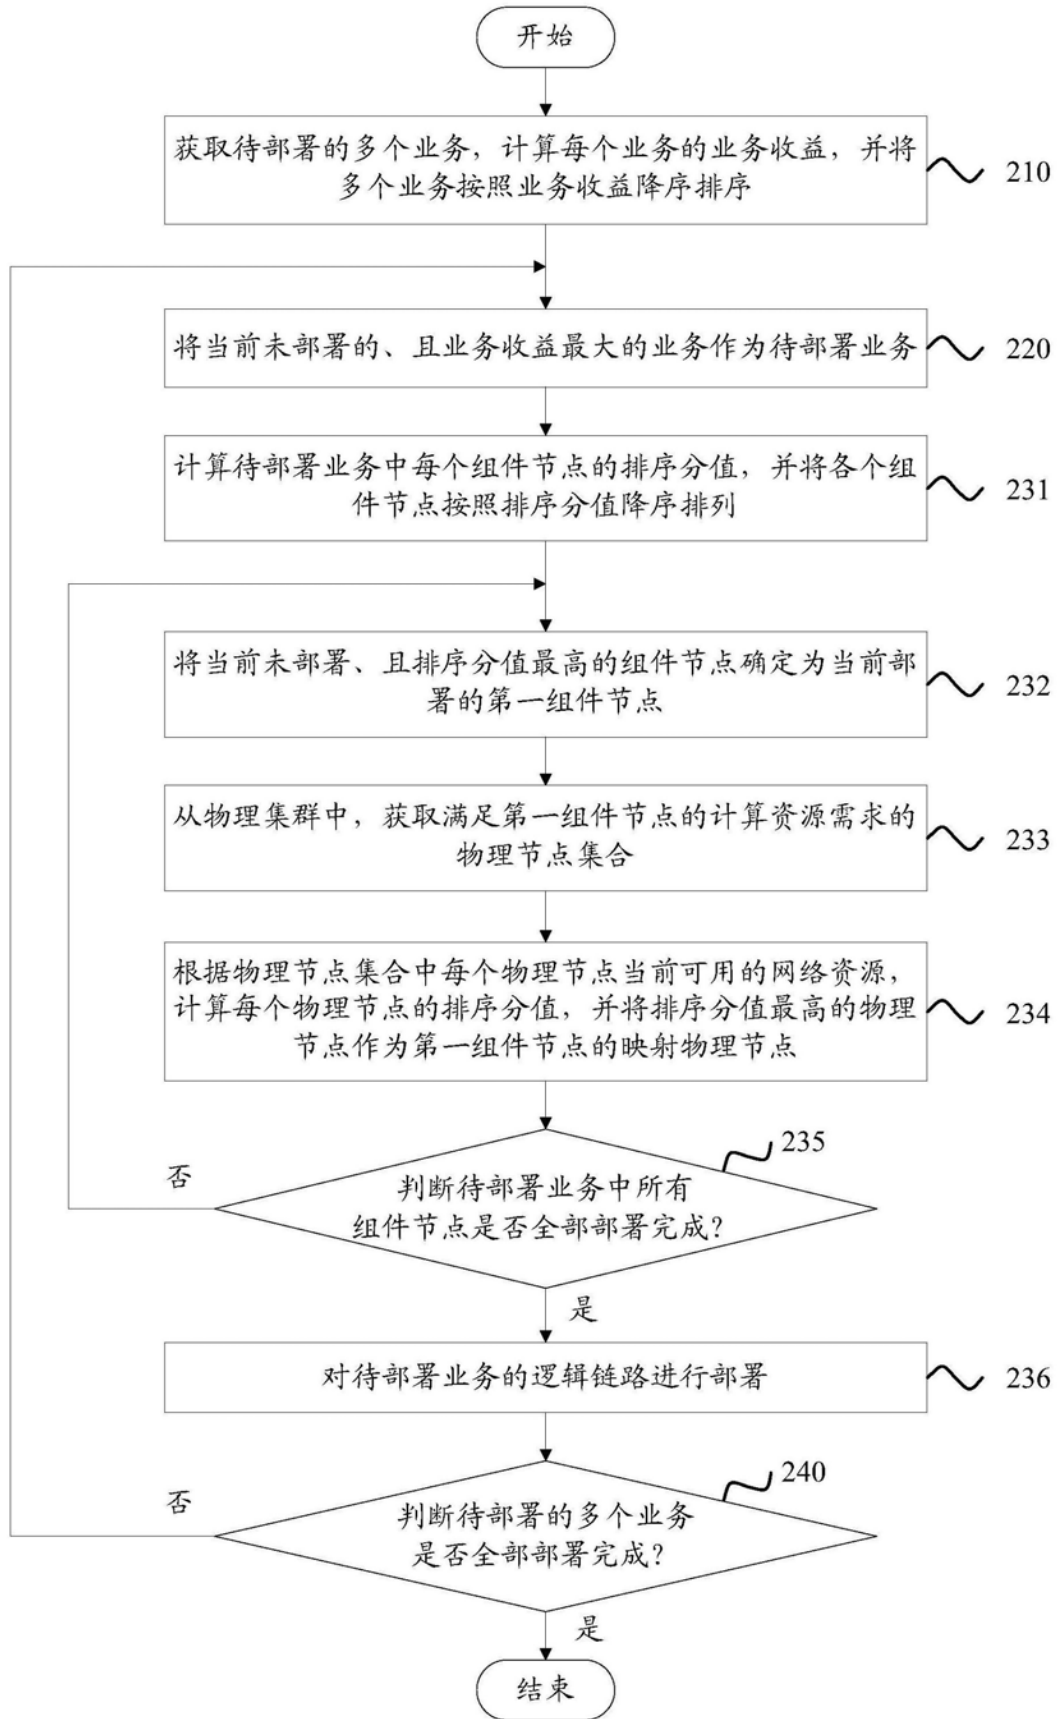 开始
获取待部署的多个业务，计算每个业务的业务收益，并将
多个业务按照业务收益降序排序
210
将当前未部署的、且业务收益最大的业务作为待部署业务
220
计算待部署业务中每个组件节点的排序分值，并将各个组
件节点按照排序分值降序排列
231
将当前未部署、且排序分值最高的组件节点确定为当前部
署的第一组件节点
232
从物理集群中，获取满足第一组件节点的计算资源需求的
物理节点集合
233
根据物理节点集合中每个物理节点当前可用的网络资源，
计算每个物理节点的排序分值，并将排序分值最高的物理
节点作为第一组件节点的映射物理节点
234
235
否
判断待部署业务中所有
组件节点是否全部部署完成？
是
对待部署业务的逻辑链路进行部署
236
240
否
判断待部署的多个业务
是否全部部署完成？
是
结束